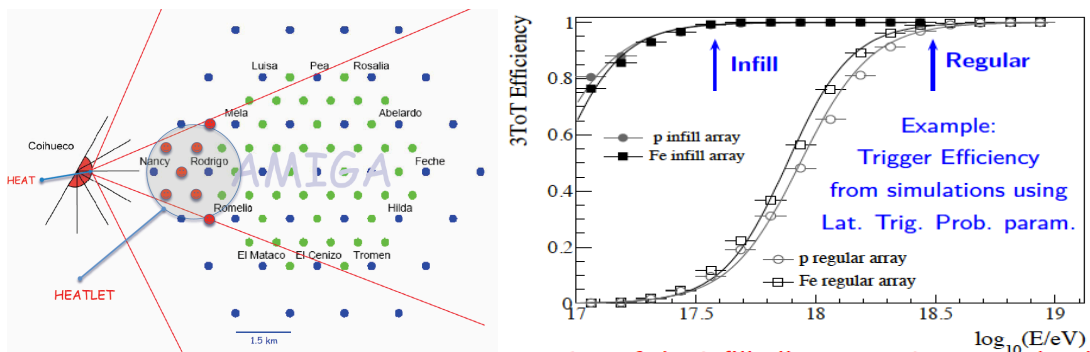 Luisa Pea Rosalia
Mela Abelardo
Coihueco
Nancy Rodrigo AMIGA Feche
HEAT
Romelio Hilda
El Mataco El Cenizo Tromen
HEATLET
1.5 km
3ToT Efficiency
1
0.8
0.6
0.4
0.2
0
Infill
Regular
p infill array
Fe infill array
Example:
Trigger Efficiency
from simulations using
Lat. Trig. Prob. param.
p regular array
Fe regular array
17 17.5 18 18.5 19
log10(E/eV)